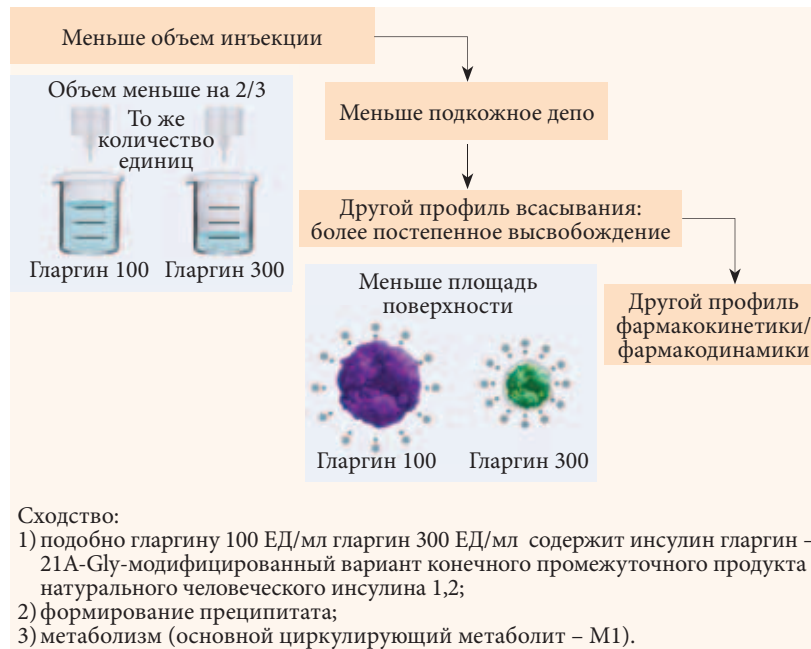 Меньше объем инъекции
Объем меньше на 2/3
То же
количество
единиц
Гларгин 100
Гларгин 300
Меньше подкожное депо
Другой профиль всасывания:
более постепенное высвобождение
Меньше площадь
поверхности
Гларгин 100
Гларгин 300
Другой профиль
фармакокинетики/
фармакодинамики
Сходство:
1) подобно гларгину 100 ЕД/мл гларгин 300 ЕД/мл содержит инсулин гларгин –
21A-Gly-модифицированный вариант конечного промежуточного продукта
натурального человеческого инсулина 1,2;
2) формирование преципитата;
3) метаболизм (основной циркулирующий метаболит – М1).